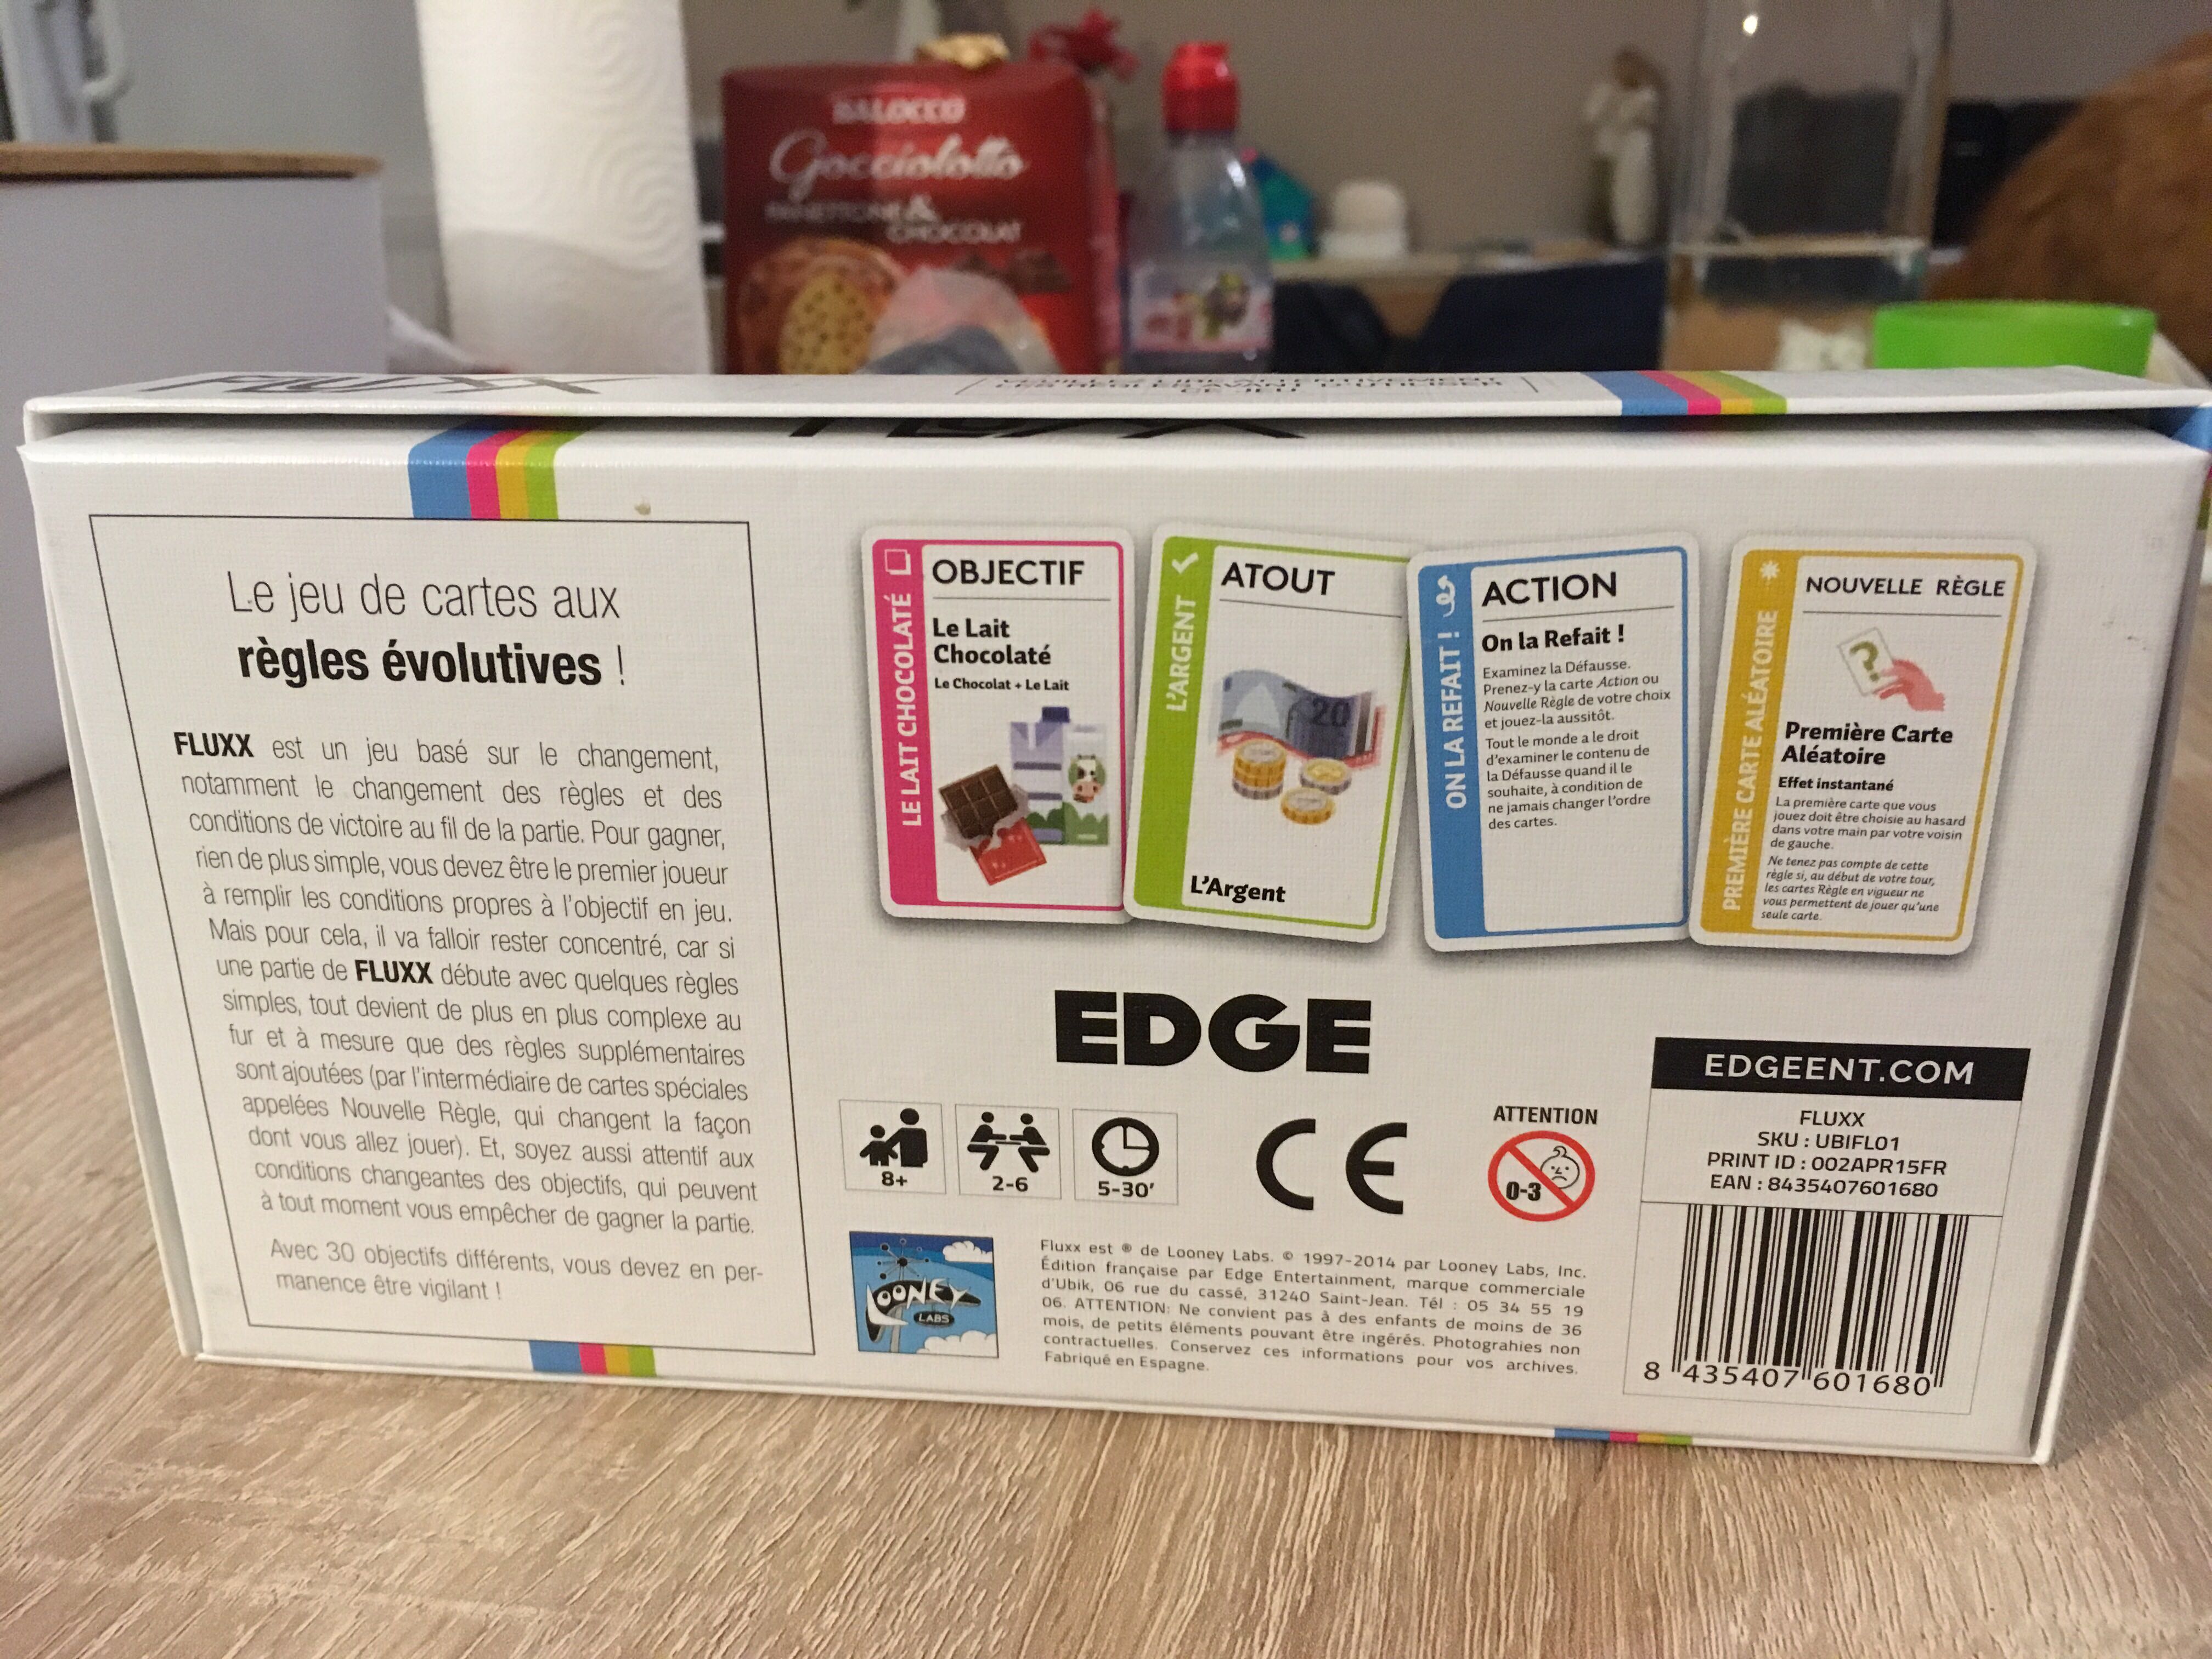 BALOCCO
Gocciolotto
PANETTONE &
CHOCOLAT
FLUXX
VEUILLEZ LIRE ATTENTIVEMENT
LES RÈGLES AVANT D'UTILISER
CE JEU
FLUXX
Le jeu de cartes aux
règles évolutives !
FLUXX est un jeu basé sur le changement,
notamment le changement des règles et des
conditions de victoire au fil de la partie. Pour gagner,
rien de plus simple, vous devez être le premier joueur
à remplir les conditions propres à l'objectif en jeu.
Mais pour cela, il va falloir rester concentré, car si
une partie de FLUXX débute avec quelques règles
simples, tout devient de plus en plus complexe au
fur et à mesure que des règles supplémentaires
sont ajoutées (par l'intermédiaire de cartes spéciales
appelées Nouvelle Règle, qui changent la façon
dont vous allez jouer). Et, soyez aussi attentif aux
conditions changeantes des objectifs, qui peuvent
à tout moment vous empêcher de gagner la partie.
Avec 30 objectifs différents, vous devez en per-
manence être vigilant !
LE LAIT CHOCOLATÉ
OBJECTIF
Le Lait
Chocolaté
Le Chocolat + Le Lait
L'ARGENT
ATOUT
20
L'Argent
ON LA REFAIT !
ACTION
On la Refait !
Examinez la Défausse.
Prenez-y la carte Action ou
Nouvelle Règle de votre choix
et jouez-la aussitôt.
Tout le monde a le droit
d'examiner le contenu de
la Défausse quand il le
souhaite, à condition de
ne jamais changer l'ordre
des cartes.
PREMIÈRE CARTE ALÉATOIRE
NOUVELLE RÈGLE
?
Première Carte
Aléatoire
Effet instantané
La première carte que vous
jouez doit être choisie au hasard
dans votre main par votre voisin
de gauche.
Ne tenez pas compte de cette
règle si, au début de votre tour,
les cartes Règle en vigueur ne
vous permettent de jouer qu'une
seule carte.
EDGE
8+
2-6
5-30'
CE
ATTENTION
0-3
LOONEY
LABS
Fluxx est ® de Looney Labs. © 1997-2014 par Looney Labs, Inc.
Édition française par Edge Entertainment, marque commerciale
d'Ubik, 06 rue du cassé, 31240 Saint-Jean. Tél : 05 34 55 19
06. ATTENTION: Ne convient pas à des enfants de moins de 36
mois, de petits éléments pouvant être ingérés. Photograhies non
contractuelles. Conservez ces informations pour vos archives.
Fabriqué en Espagne.
EDGEENT.COM
FLUXX
SKU : UBIFL01
PRINT ID : 002APR15FR
EAN : 8435407601680
8 435407 601680